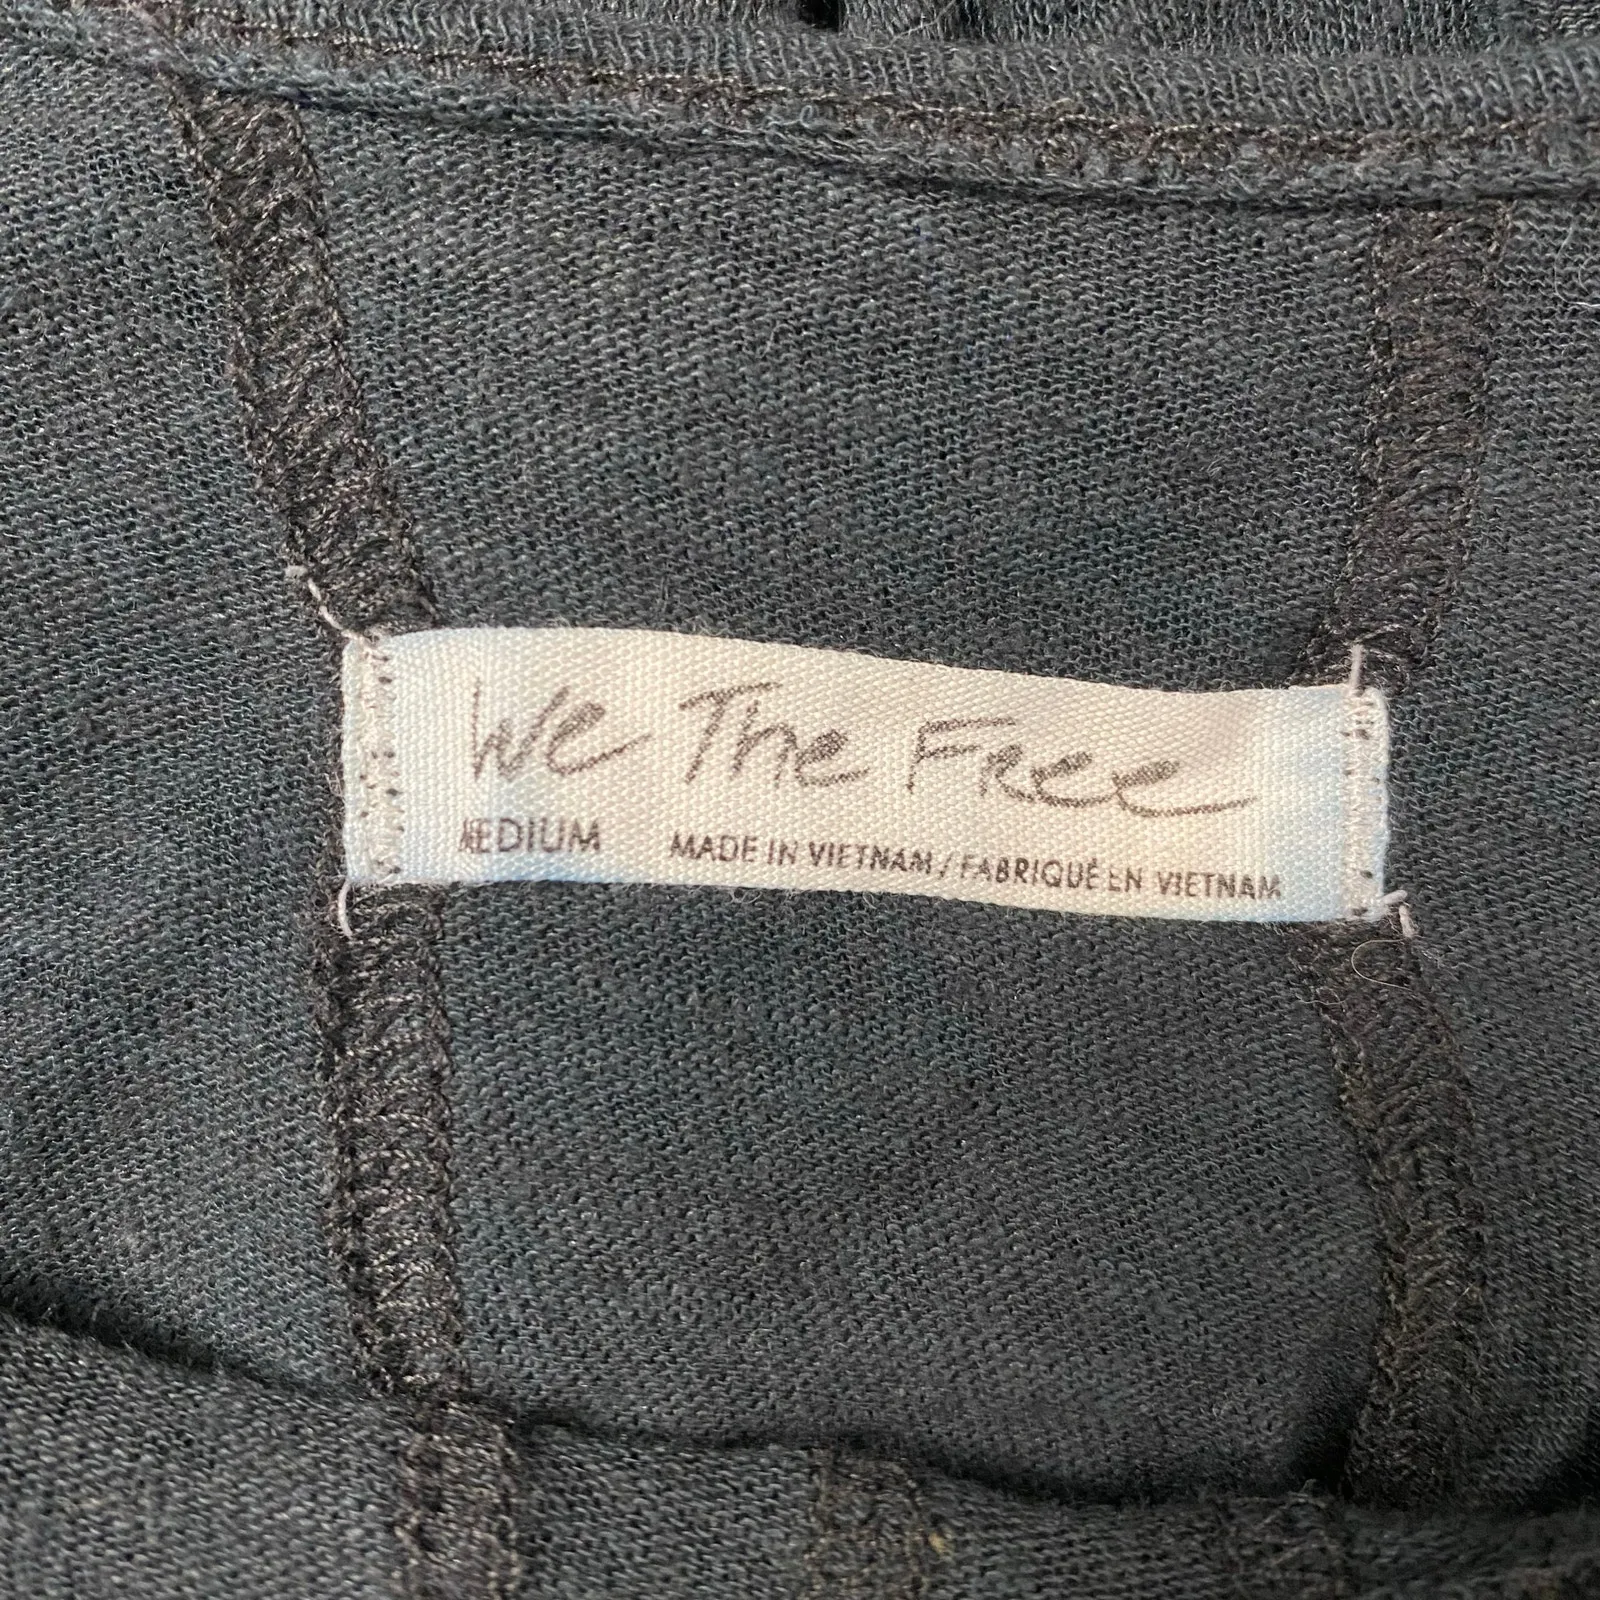 We The Free
MEDIUM MADE IN VIETNAM / FABRIQUÉ EN VIETNAM